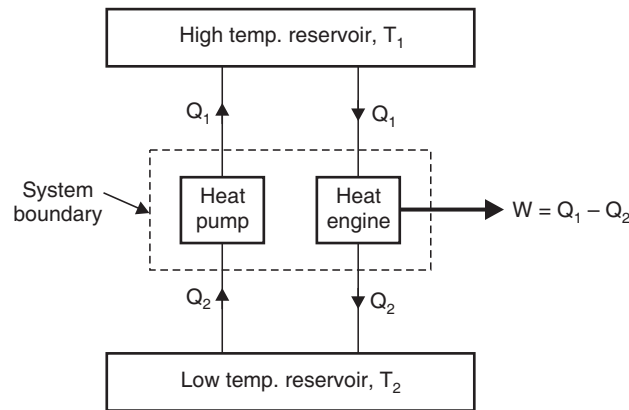 High temp. reservoir, T₁
Q₁
Q₁
System
boundary
Heat
pump
Heat
engine
W = Q₁ – Q₂
Q₂
Q₂
Low temp. reservoir, T₂